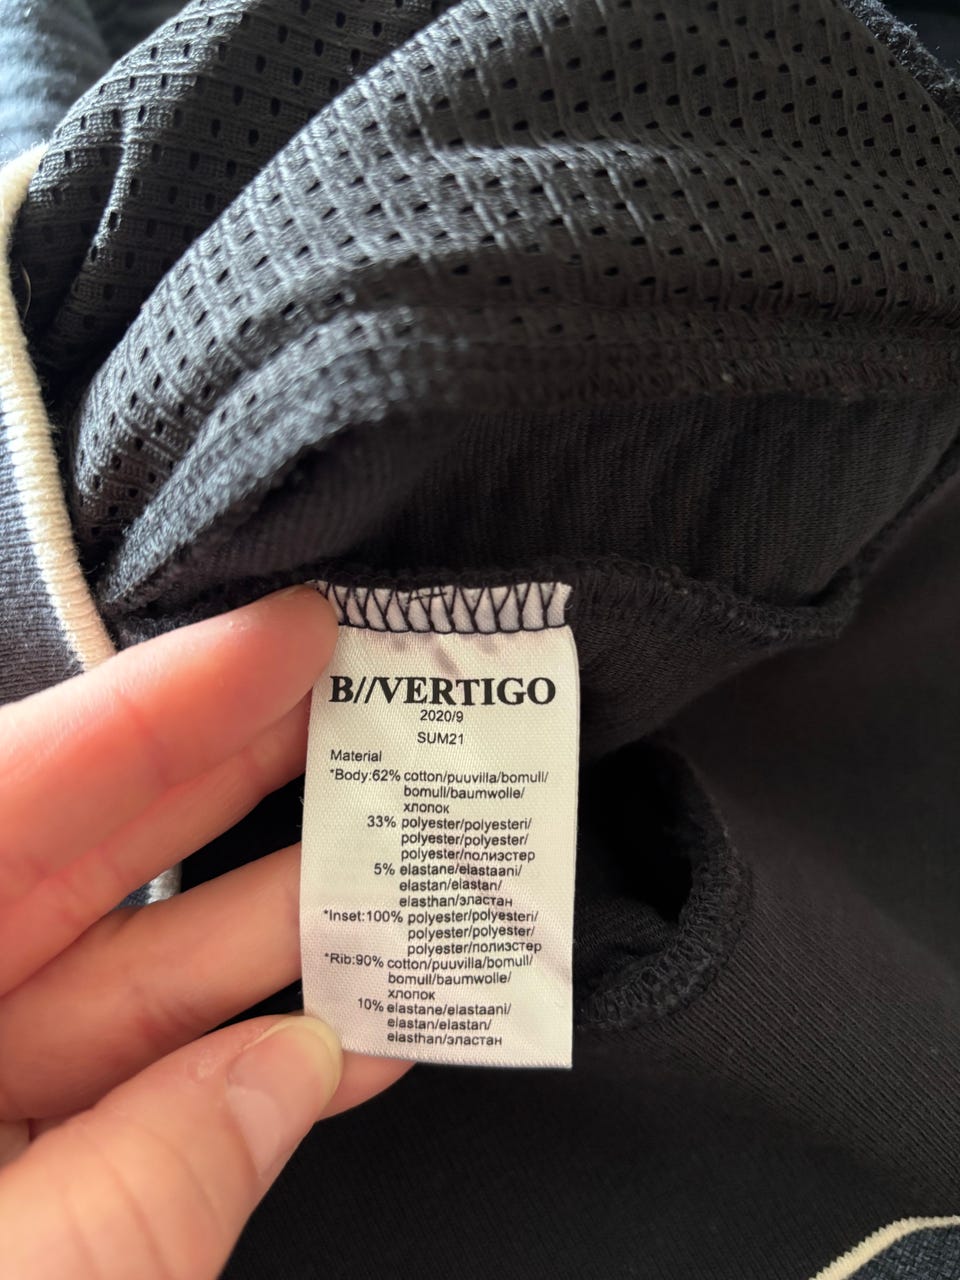 B//VERTIGO
2020/9
SUM21
Material
*Body:62% cotton/puuvilla/bomull/
bomull/baumwolle/
хлопок
33% polyester/polyesteri/
polyester/polyester/
polyester/полиэстер
5% elastane/elastaani/
elastan/elastan/
elasthan/эластан
*Inset:100% polyester/polyesteri/
polyester/polyester/
polyester/полиэстер
*Rib:90% cotton/puuvilla/bomull/
bomull/baumwolle/
хлопок
10% elastane/elastaani/
elastan/elastan/
elasthan/эластан